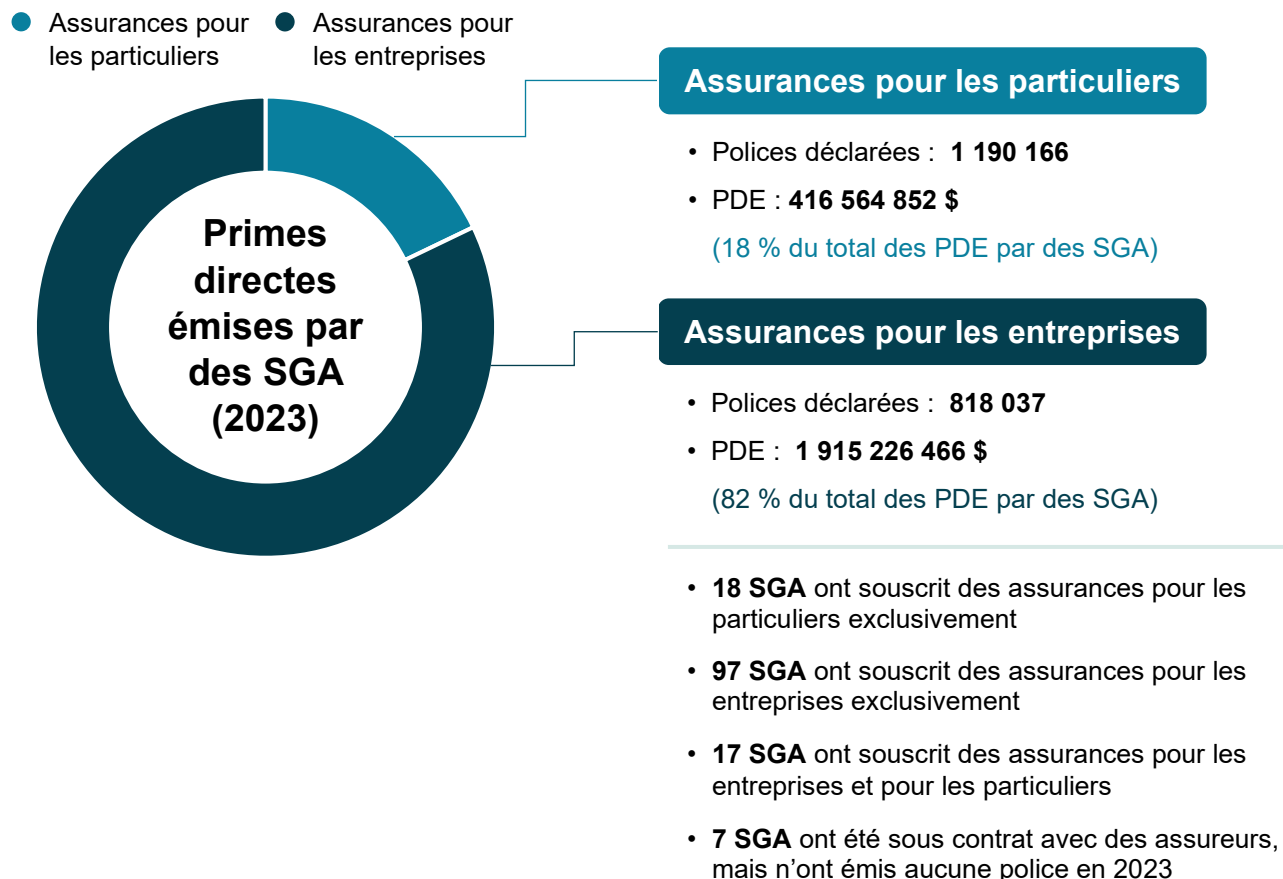 Assurances pour
les particuliers
Assurances pour
les entreprises
Primes
directes
émises par
des SGA
(2023)
Assurances pour les particuliers
• Polices déclarées : 1 190 166
• PDE : 416 564 852 $
(18 % du total des PDE par des SGA)
Assurances pour les entreprises
• Polices déclarées : 818 037
• PDE : 1 915 226 466 $
(82 % du total des PDE par des SGA)
• 18 SGA ont souscrit des assurances pour les
particuliers exclusivement
• 97 SGA ont souscrit des assurances pour les
entreprises exclusivement
• 17 SGA ont souscrit des assurances pour les
entreprises et pour les particuliers
• 7 SGA ont été sous contrat avec des assureurs,
mais n’ont émis aucune police en 2023